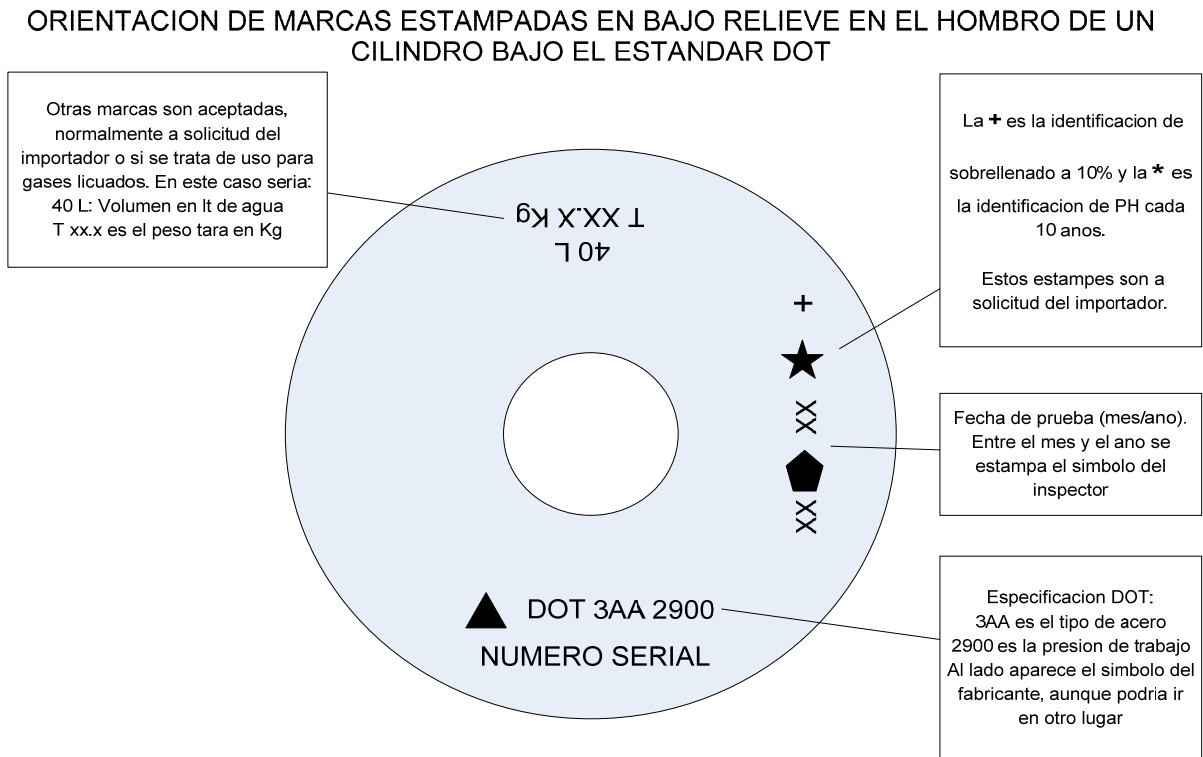 ORIENTACION DE MARCAS ESTAMPADAS EN BAJO RELIEVE EN EL HOMBRO DE UN
CILINDRO BAJO EL ESTANDAR DOT
Otras marcas son aceptadas,
normalmente a solicitud del
importador o si se trata de uso para
gases licuados. En este caso seria:
40 L: Volumen en lt de agua
T xx.x es el peso tara en Kg
40 L
T XX.X Kg
+
★
XX
XX
DOT 3AA 2900
NUMERO SERIAL
La + es la identificacion de
sobrellenado a 10% y la * es
la identificacion de PH cada
10 anos.
Estos estampes son a
solicitud del importador.
Fecha de prueba (mes/ano).
Entre el mes y el ano se
estampa el simbolo del
inspector
Especificacion DOT:
3AA es el tipo de acero
2900 es la presion de trabajo
Al lado aparece el simbolo del
fabricante, aunque podria ir
en otro lugar